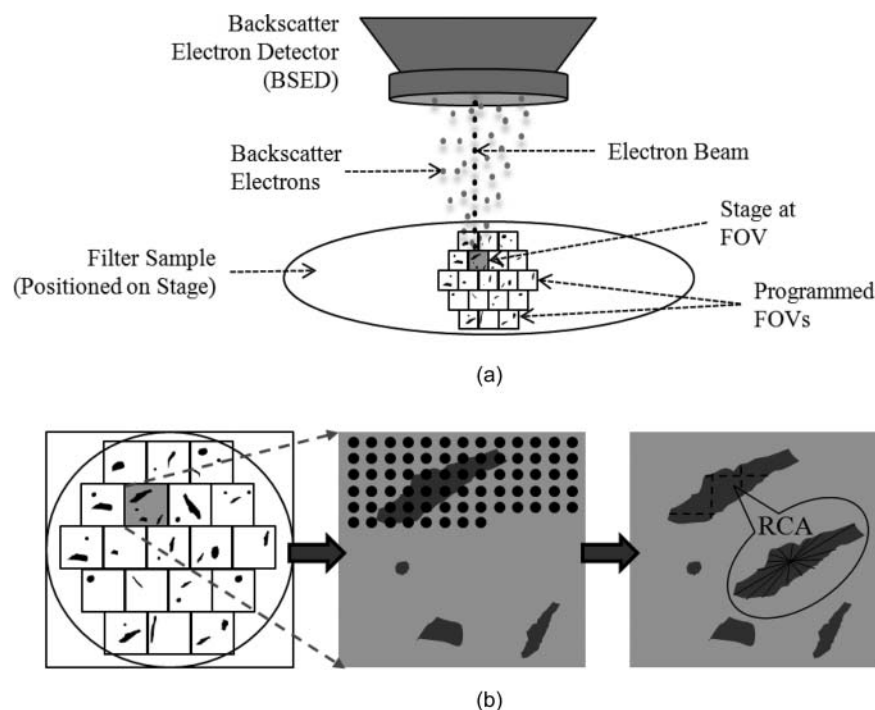 Backscatter
Electron Detector
(BSED)
Backscatter
Electrons
Electron Beam
Stage at
FOV
Filter Sample
(Positioned on Stage)
Programmed
FOVs
(a)
RCA
(b)